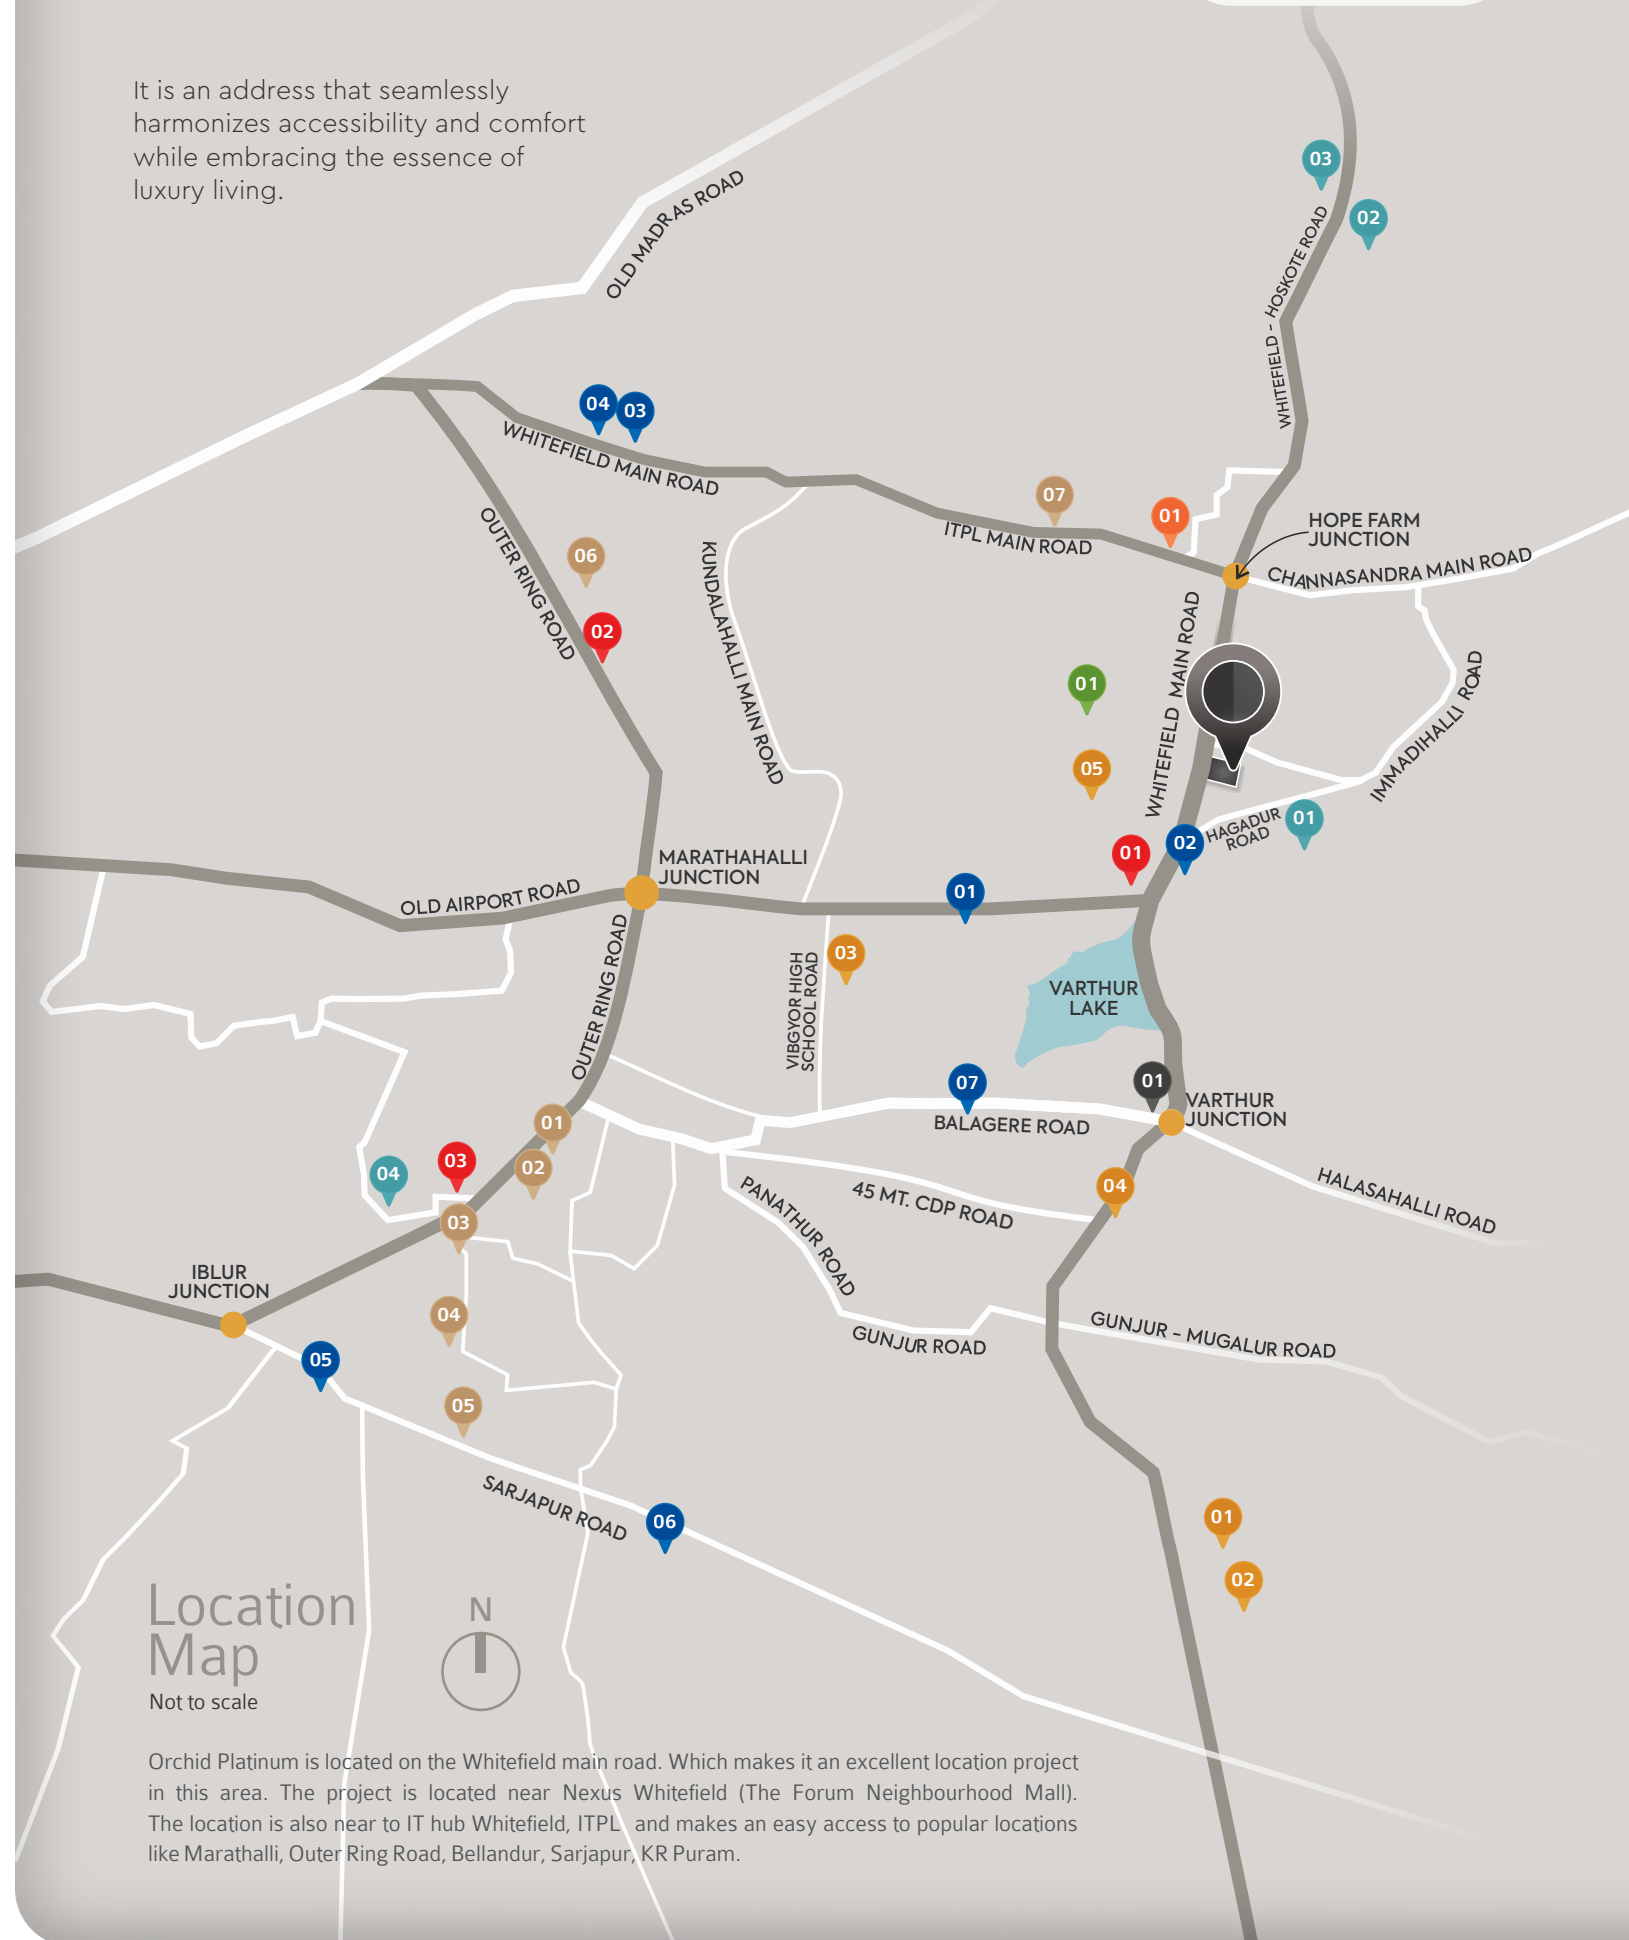 It is an address that seamlessly
harmonizes accessibility and comfort
while embracing the essence of
luxury living.
OLD MADRAS ROAD
03
02
WHITEFIELD - HOSKOTE ROAD
04
03
WHITEFIELD MAIN ROAD
07
01
ITPL MAIN ROAD
HOPE FARM
JUNCTION
CHANNASANDRA MAIN ROAD
OUTER RING ROAD
06
02
KUNDALAHALLI MAIN ROAD
01
05
WHITEFIELD MAIN ROAD
IMMADIHALLI ROAD
HAGADUR
ROAD
01
01
02
MARATHAHALLI
JUNCTION
OLD AIRPORT ROAD
01
OUTER RING ROAD
VIBGYOR HIGH
SCHOOL ROAD
03
VARTHUR
LAKE
07
01
VARTHUR
JUNCTION
BALAGERE ROAD
01
02
03
04
03
04
HALASAHALLI ROAD
45 MT. CDP ROAD
PANATHUR ROAD
IBLUR
JUNCTION
04
GUNJUR ROAD
GUNJUR - MUGALUR ROAD
05
05
SARJAPUR ROAD
06
01
02
Location
Map
Not to scale
N
Orchid Platinum is located on the Whitefield main road. Which makes it an excellent location project
in this area. The project is located near Nexus Whitefield (The Forum Neighbourhood Mall).
The location is also near to IT hub Whitefield, ITPL and makes an easy access to popular locations
like Marathalli, Outer Ring Road, Bellandur, Sarjapur, KR Puram.